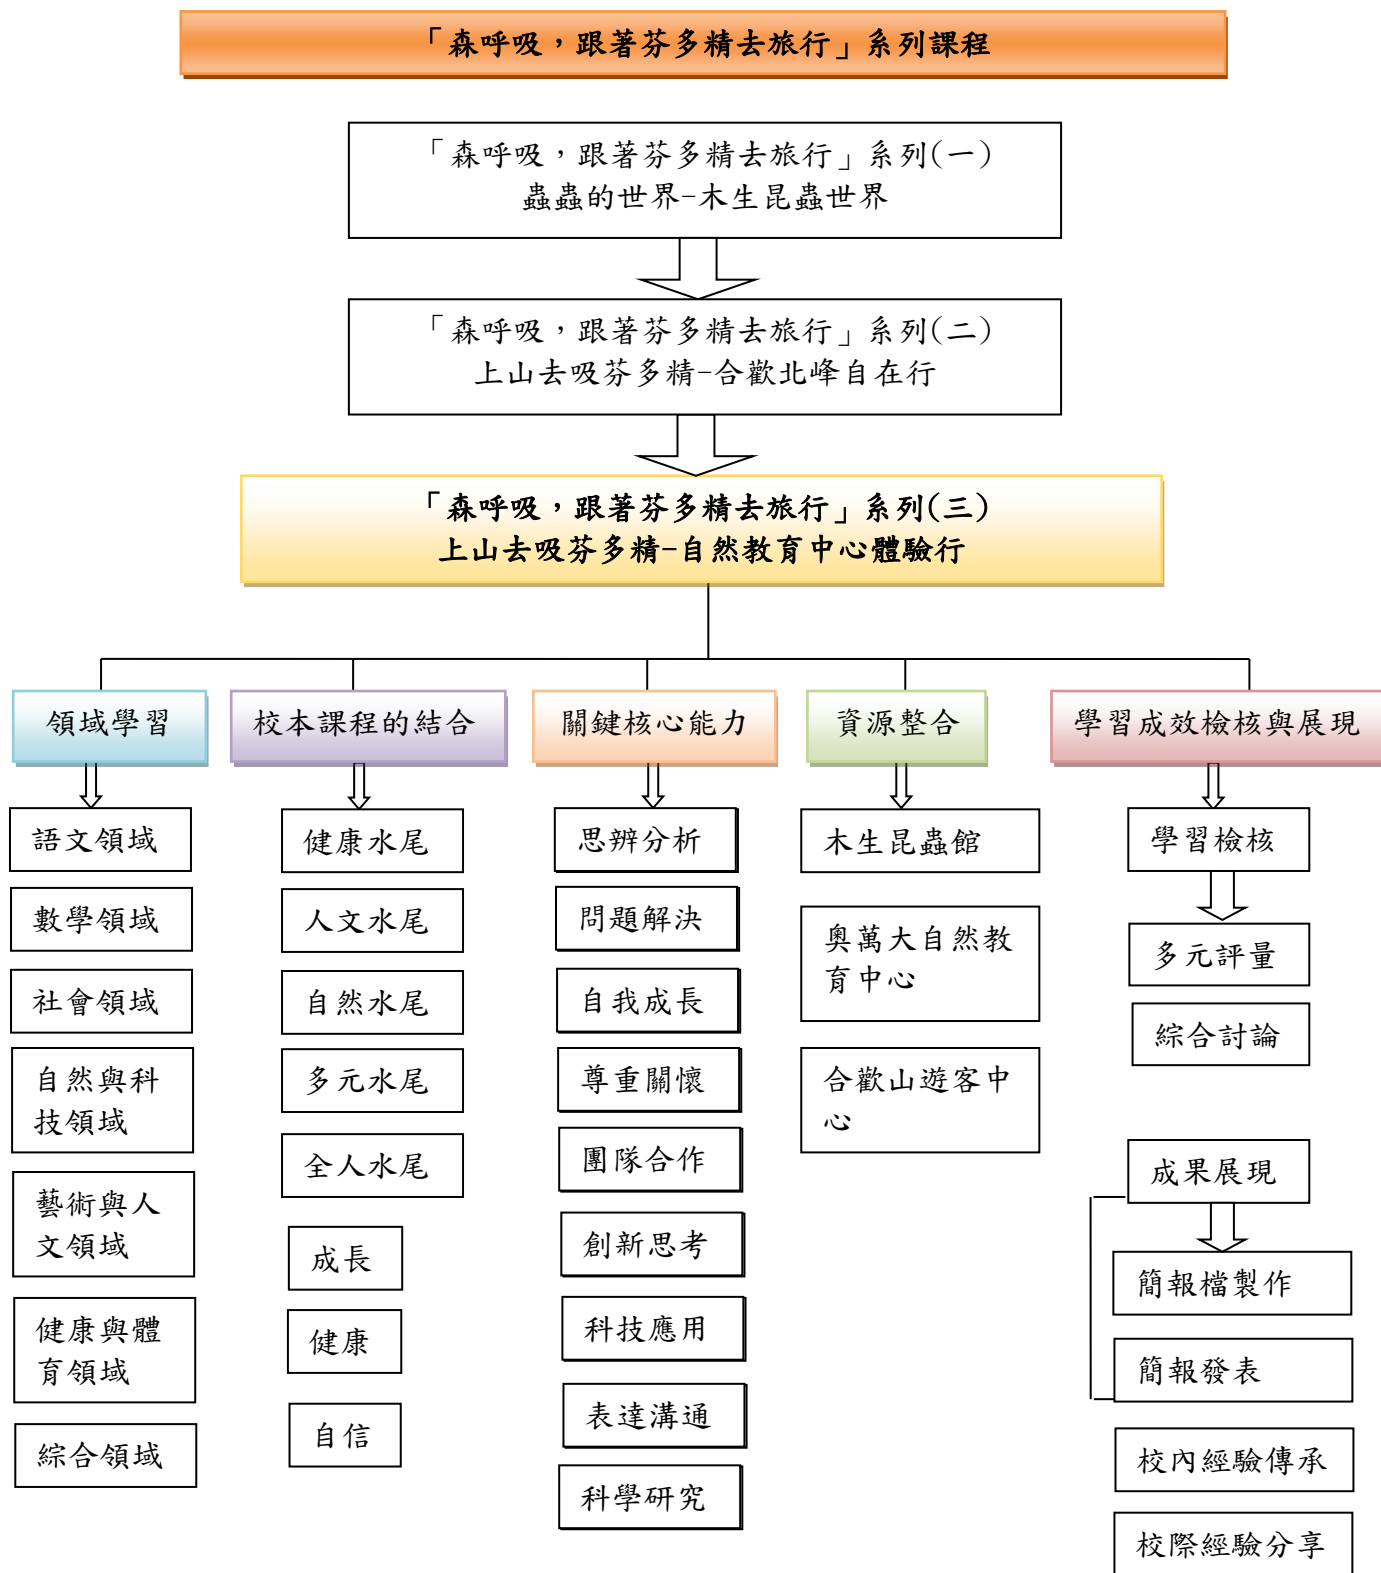 「森呼吸，跟著芬多精去旅行」系列課程
「森呼吸，跟著芬多精去旅行」系列(一)
蟲蟲的世界-木生昆蟲世界
「森呼吸，跟著芬多精去旅行」系列(二)
上山去吸芬多精-合歡北峰自在行
「森呼吸，跟著芬多精去旅行」系列(三)
上山去吸芬多精-自然教育中心體驗行
領域學習
語文領域
數學領域
社會領域
自然與科
技領域
藝術與人
文領域
健康與體
育領域
綜合領域
校本課程的結合
健康水尾
人文水尾
自然水尾
多元水尾
全人水尾
成長
健康
自信
關鍵核心能力
思辨分析
問題解決
自我成長
尊重關懷
團隊合作
創新思考
科技應用
表達溝通
科學研究
資源整合
木生昆蟲館
奧萬大自然教
育中心
合歡山遊客中
心
學習成效檢核與展現
學習檢核
多元評量
綜合討論
成果展現
簡報檔製作
簡報發表
校內經驗傳承
校際經驗分享